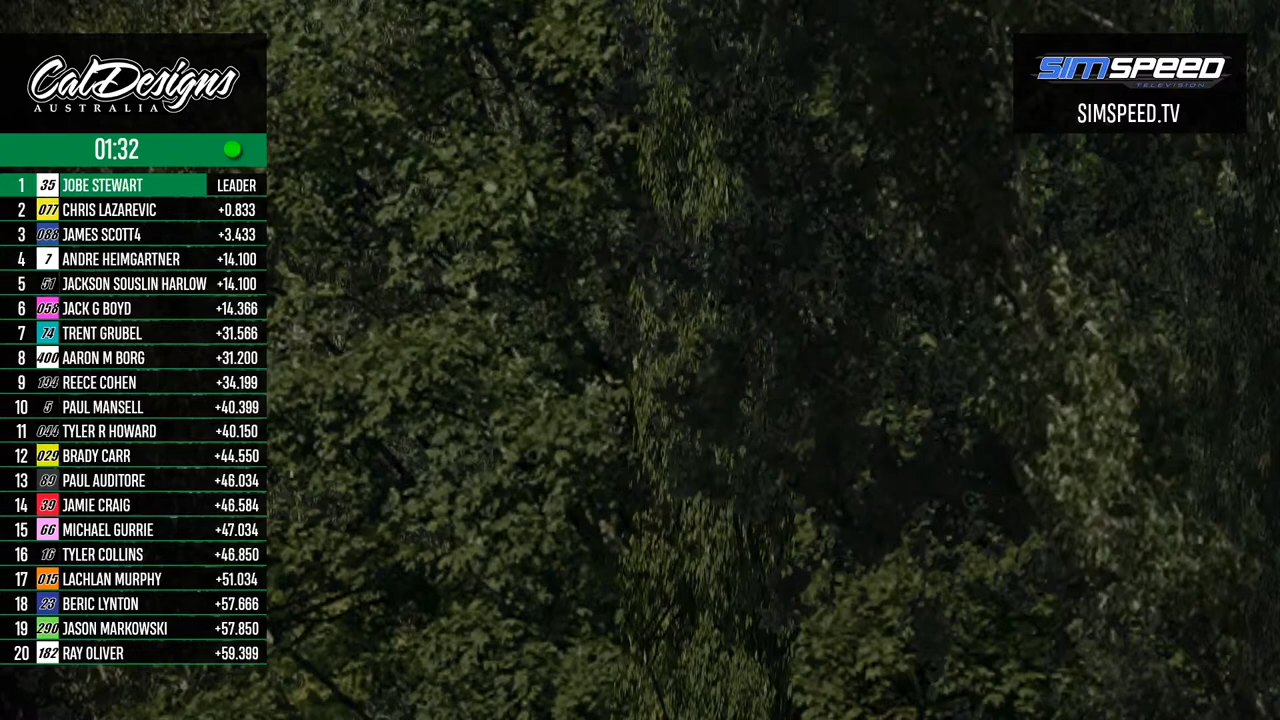 CalDesigns
AUSTRALIA
01:32
1 35 JOBE STEWART LEADER
2 077 CHRIS LAZAREVIC +0.833
3 088 JAMES SCOTT4 +3.433
4 7 ANDRE HEIMGARTNER +14.100
5 51 JACKSON SOUSLIN HARLOW +14.100
6 058 JACK G BOYD +14.366
7 74 TRENT GRUBEL +31.566
8 400 AARON M BORG +31.200
9 194 REECE COHEN +34.199
10 5 PAUL MANSELL +40.399
11 044 TYLER R HOWARD +40.150
12 029 BRADY CARR +44.550
13 89 PAUL AUDITORE +46.034
14 39 JAMIE CRAIG +46.584
15 66 MICHAEL GURRIE +47.034
16 16 TYLER COLLINS +46.850
17 015 LACHLAN MURPHY +51.034
18 23 BERIC LYNTON +57.666
19 290 JASON MARKOWSKI +57.850
20 182 RAY OLIVER +59.399
SIMSPEED
TELEVISION
SIMSPEED.TV